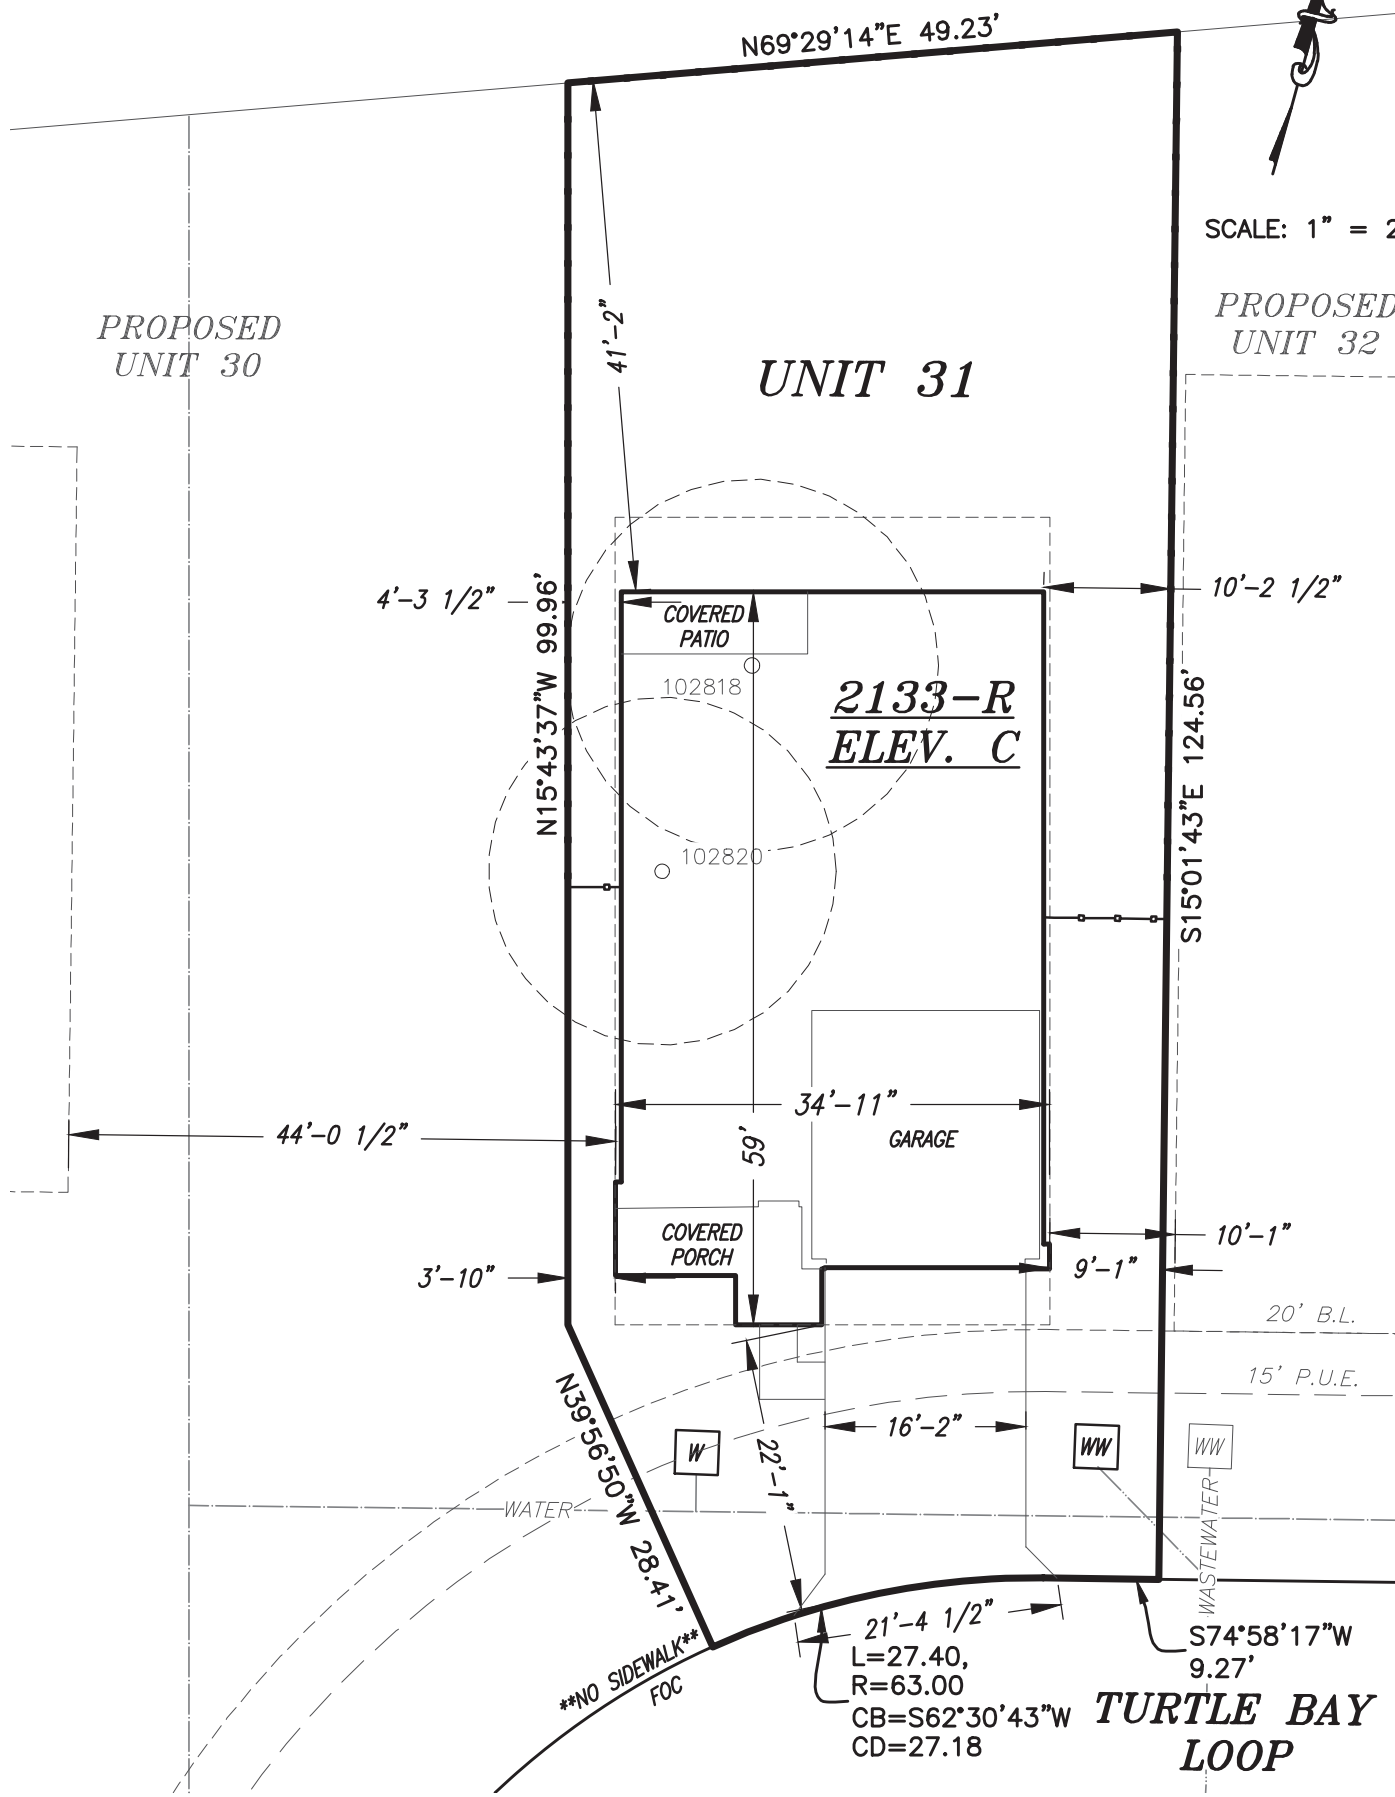 N69°29'14"E 49.23'
SCALE: 1" = 2
PROPOSED
UNIT 30
PROPOSED
UNIT 32
41'-2"
UNIT 31
4'-3 1/2"
N15°43'37"W 99.96'
COVERED
PATIO
10'-2 1/2"
102818
2133-R
ELEV. C
S15°01'43"E 124.56'
102820
34'-11"
44'-0 1/2"
59'
GARAGE
COVERED
PORCH
10'-1"
3'-10"
9'-1"
20' B.L.
15' P.U.E.
N39°56'50"W 28.41'
16'-2"
W
22'-1"
WW
WW
WATER
WASTEWATER
21'-4 1/2"
**NO SIDEWALK**
FOC
L=27.40,
R=63.00
CB=S62°30'43"W
CD=27.18
S74°58'17"W
9.27'
TURTLE BAY
LOOP